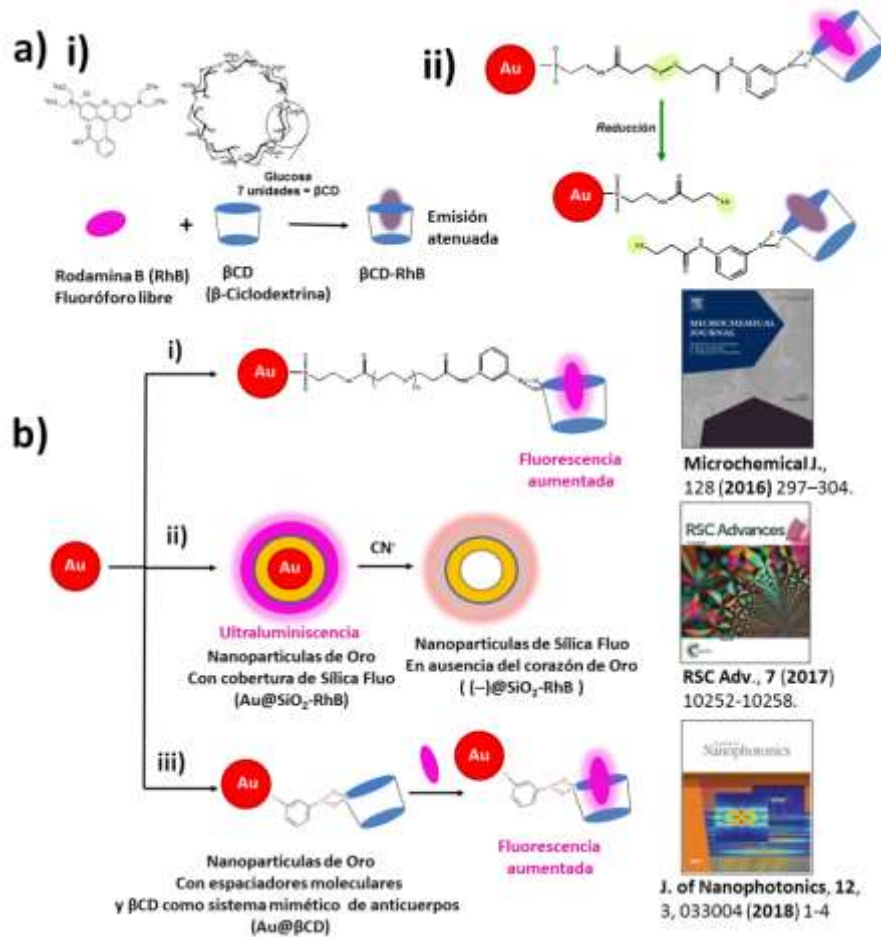 a) i)
ii)
Au
Reducción
Au
Glucosa
7 unidades = βCD
+
Emisión
atenuada
Rodamina B (RhB)
Fluoróforo libre
βCD
(β-Ciclodextrina)
βCD-RhB
b)
i)
Au
Fluorescencia
aumentada
MICROCHEMICAL
JOURNAL
Microchemical J.,
128 (2016) 297–304.
Au
ii)
Au
CN-
Ultraluminiscencia
Nanoparticulas de Oro
Con cobertura de Sílica Fluo
(Au@SiO2-RhB)
Nanoparticulas de Sílica Fluo
En ausencia del corazón de Oro
( (--)@SiO2-RhB )
RSC Advances
RSC Adv., 7 (2017)
10252-10258.
iii)
Au
Au
Fluorescencia
aumentada
Nanoparticulas de Oro
Con espaciadores moleculares
y βCD como sistema mimético de anticuerpos
(Au@βCD)
Nanophotonics
J. of Nanophotonics, 12,
3, 033004 (2018) 1-4